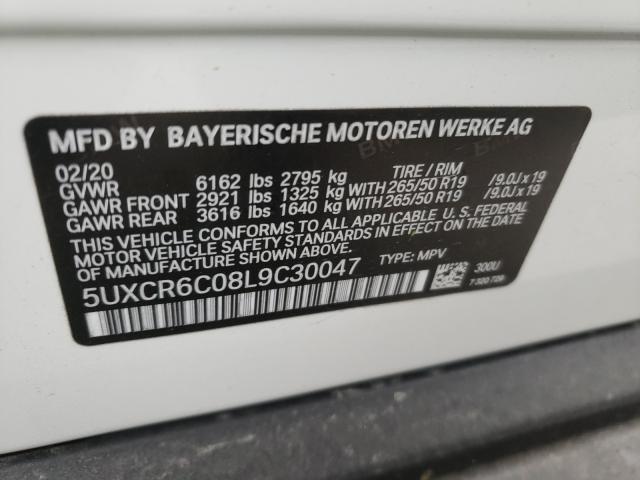 MFD BY BAYERISCHE MOTOREN WERKE AG
02/20 TIRE / RIM
GVWR 6162 lbs 2795 kg
GAWR FRONT 2921 lbs 1325 kg WITH 265/50 R19 /9.0J x 19
GAWR REAR 3616 lbs 1640 kg WITH 265/50 R19 /9.0J x 19
THIS VEHICLE CONFORMS TO ALL APPLICABLE U. S. FEDERAL
MOTOR VEHICLE SAFETY STANDARDS IN EFFECT
ON THE DATE OF MANUFACTURE SHOWN ABOVE.
5UXCR6C08L9C30047 TYPE: MPV
300U
7 300 709